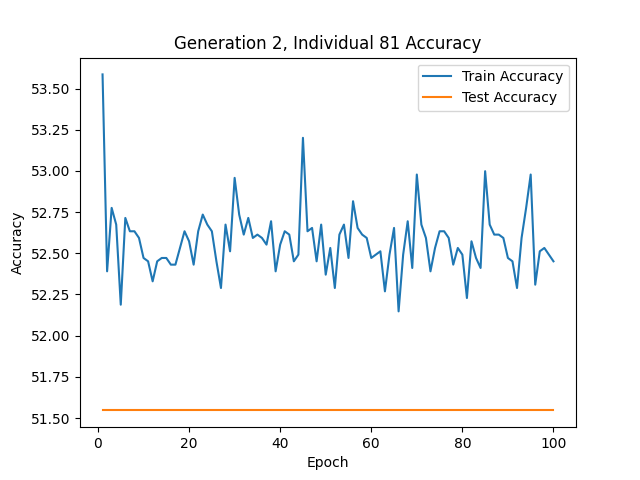 Generation 2, Individual 81 Accuracy
Train Accuracy
Test Accuracy
Accuracy
53.50
53.25
53.00
52.75
52.50
52.25
52.00
51.75
51.50
0 20 40 60 80 100
Epoch